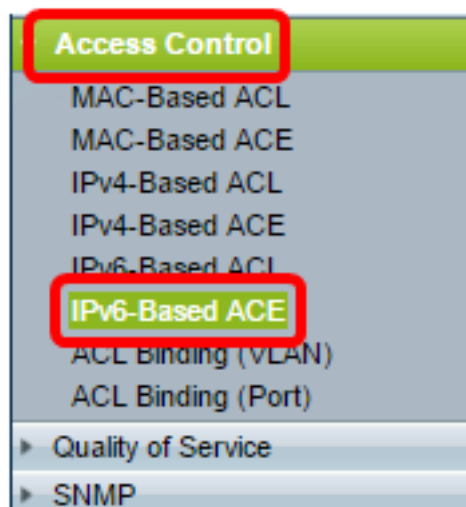 Access Control
MAC-Based ACL
MAC-Based ACE
IPv4-Based ACL
IPv4-Based ACE
IPv6-Based ACL
IPv6-Based ACE
ACL Binding (VLAN)
ACL Binding (Port)
Quality of Service
SNMP